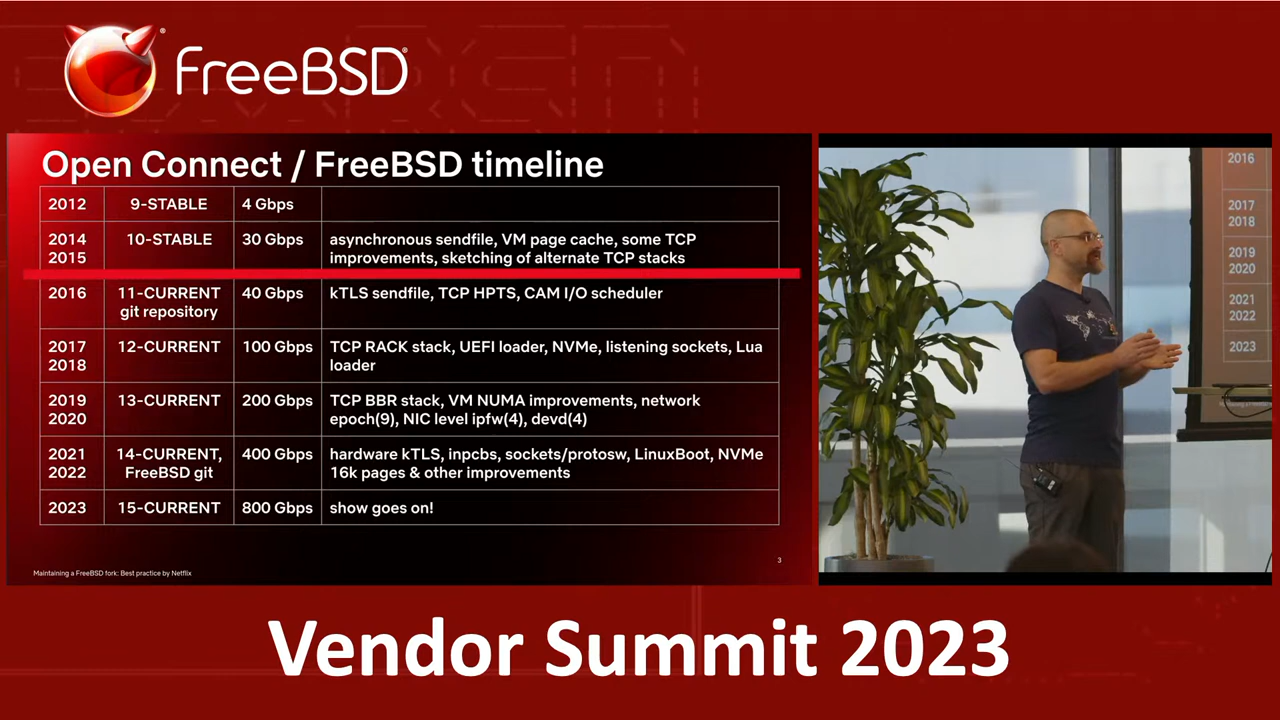 FreeBSD®
Open Connect / FreeBSD timeline
2012 9-STABLE 4 Gbps
2014 10-STABLE 30 Gbps asynchronous sendfile, VM page cache, some TCP
2015 improvements, sketching of alternate TCP stacks
2016 11-CURRENT 40 Gbps kTLS sendfile, TCP HPTS, CAM I/O scheduler
git repository
2017 12-CURRENT 100 Gbps TCP RACK stack, UEFI loader, NVMe, listening sockets, Lua
2018 loader
2019 13-CURRENT 200 Gbps TCP BBR stack, VM NUMA improvements, network
2020 epoch(9), NIC level ipfw(4), devd(4)
2021 14-CURRENT, 400 Gbps hardware kTLS, inpcbs, sockets/protosw, LinuxBoot, NVMe
2022 FreeBSD git 16k pages & other improvements
2023 15-CURRENT 800 Gbps show goes on!
3
Maintaining a FreeBSD fork: Best practice by Netflix
2016
2017
2018
2019
2020
2021
2022
2023
Vendor Summit 2023